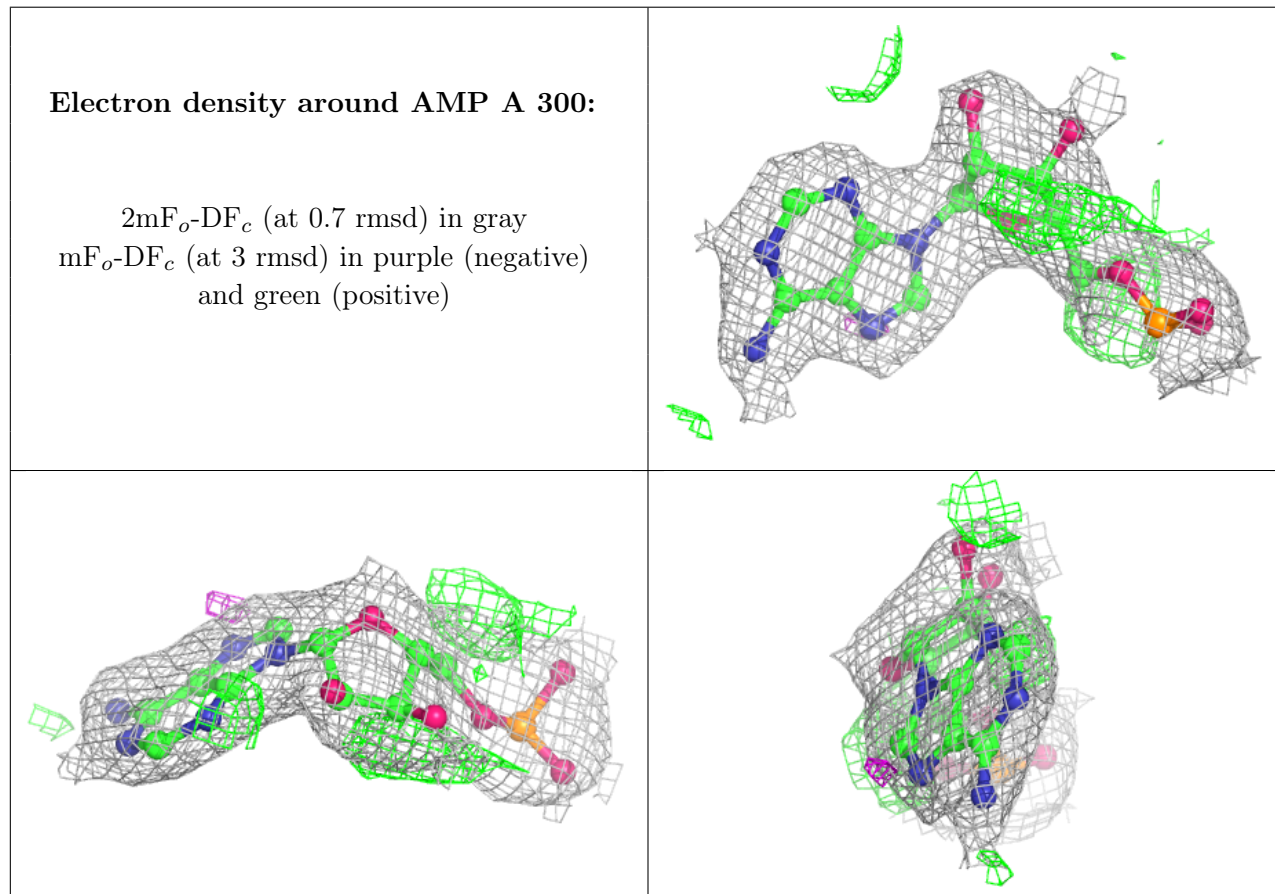 Electron density around AMP A 300:
2mFo-DFc (at 0.7 rmsd) in gray
mFo-DFc (at 3 rmsd) in purple (negative)
and green (positive)